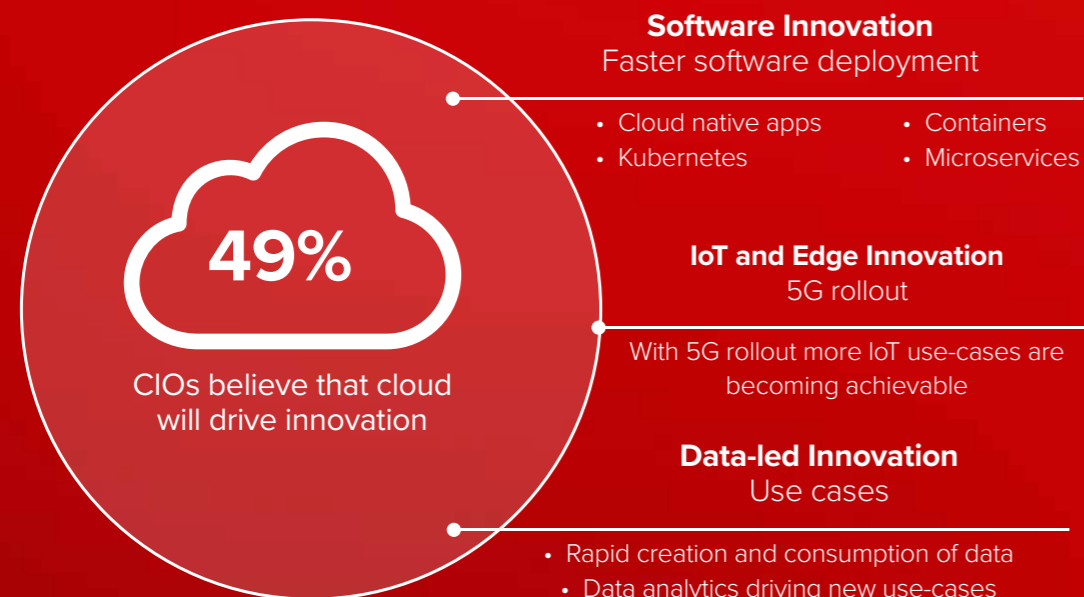 49%
CIOs believe that cloud
will drive innovation
Software Innovation
Faster software deployment
• Cloud native apps
• Kubernetes
• Containers
• Microservices
IoT and Edge Innovation
5G rollout
With 5G rollout more IoT use-cases are
becoming achievable
Data-led Innovation
Use cases
• Rapid creation and consumption of data
• Data analytics driving new use-cases